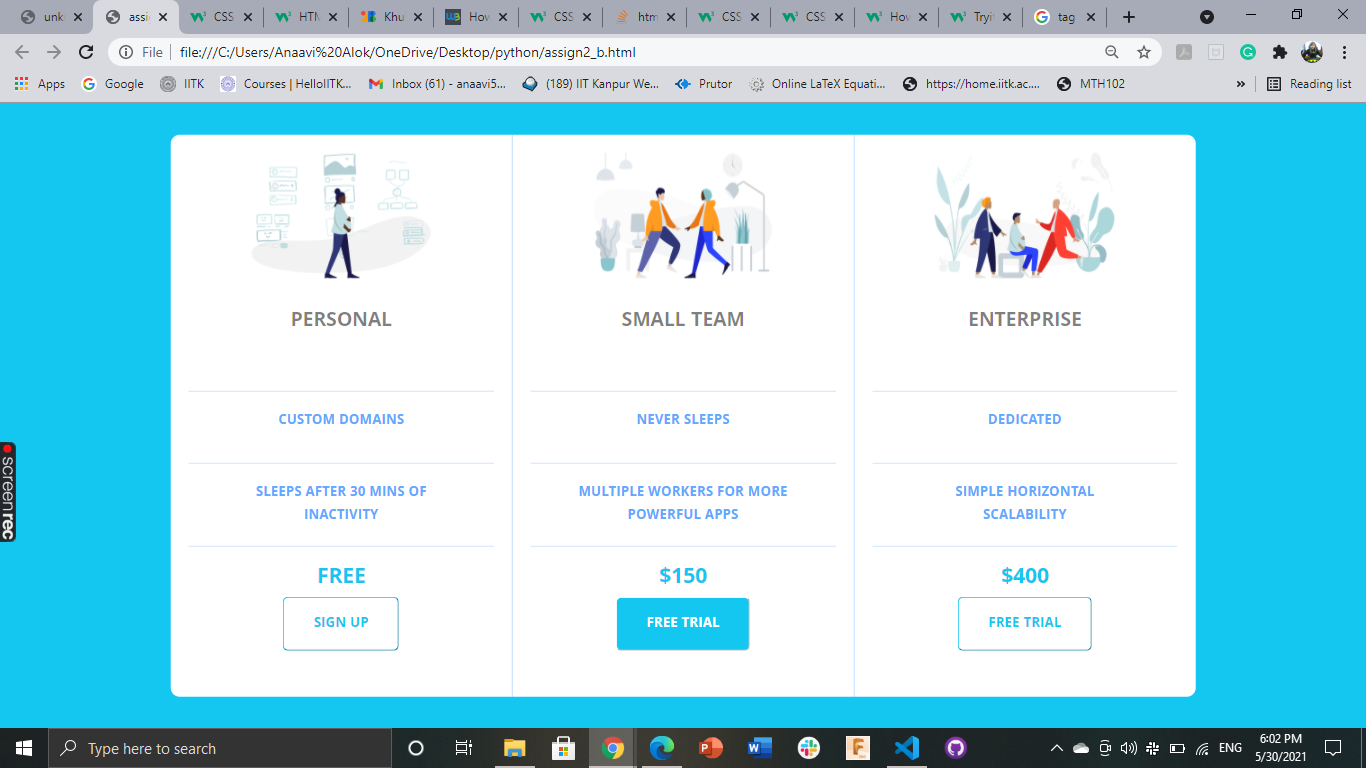 unk
assi
CSS
HTM
Khu
How
CSS
htm
CSS
CSS
How
Tryit
tag
File
file:///C:/Users/Anaavi%20Alok/OneDrive/Desktop/python/assign2_b.html
Apps
Google
IITK
Courses | HelloIITK...
Inbox (61) - anaavi5...
(189) IIT Kanpur We...
Prutor
Online LaTeX Equati...
https://home.iitk.ac....
MTH102
»
Reading list
PERSONAL
SMALL TEAM
ENTERPRISE
CUSTOM DOMAINS
NEVER SLEEPS
DEDICATED
SLEEPS AFTER 30 MINS OF
INACTIVITY
MULTIPLE WORKERS FOR MORE
POWERFUL APPS
SIMPLE HORIZONTAL
SCALABILITY
FREE
$150
$400
SIGN UP
FREE TRIAL
FREE TRIAL
screenrec
Type here to search
ENG
6:02 PM
5/30/2021